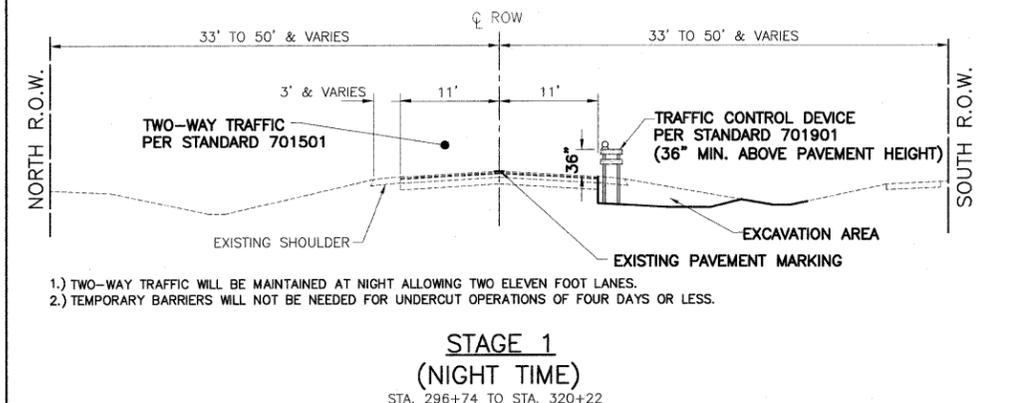 ℄ ROW
33' TO 50' & VARIES
33' TO 50' & VARIES
3' & VARIES
11'
11'
TWO-WAY TRAFFIC
PER STANDARD 701501
TRAFFIC CONTROL DEVICE
PER STANDARD 701901
(36" MIN. ABOVE PAVEMENT HEIGHT)
36"
NORTH R.O.W.
SOUTH R.O.W.
EXISTING SHOULDER
EXCAVATION AREA
EXISTING PAVEMENT MARKING
1.) TWO-WAY TRAFFIC WILL BE MAINTAINED AT NIGHT ALLOWING TWO ELEVEN FOOT LANES.
2.) TEMPORARY BARRIERS WILL NOT BE NEEDED FOR UNDERCUT OPERATIONS OF FOUR DAYS OR LESS.
STAGE 1
(NIGHT TIME)
STA. 296+74 TO STA. 320+22